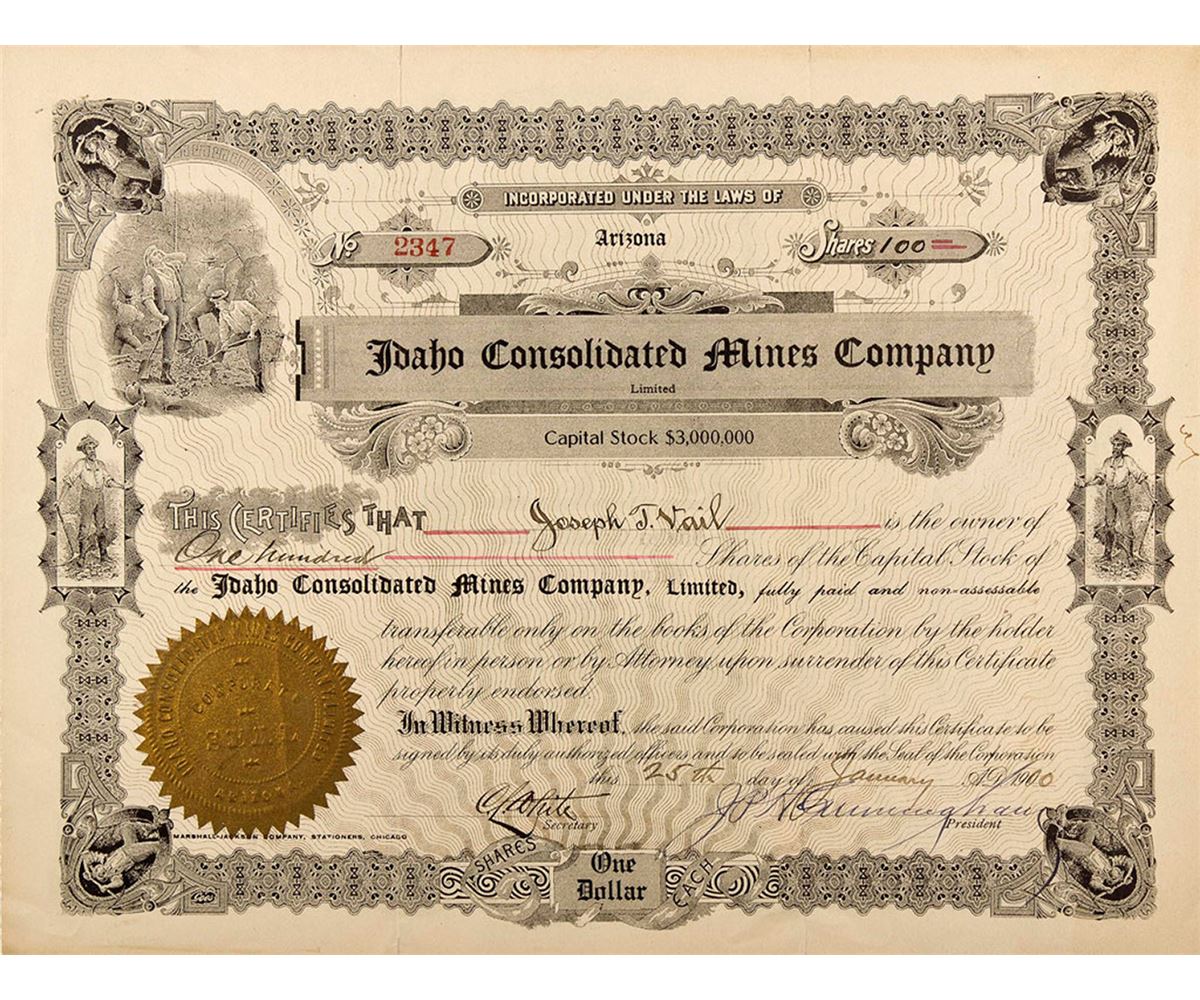 INCORPORATED UNDER THE LAWS OF
Arizona
No 2347
Shares 100
Idaho Consolidated Mines Company
Limited
Capital Stock $3,000,000
THIS CERTIFIES THAT Joseph T. Vail is the owner of
One hundred Shares of the Capital Stock of
the Idaho Consolidated Mines Company, Limited, fully paid and non-assessable
transferable only on the books of the Corporation by the holder
hereof in person or by Attorney upon surrender of this Certificate
properly endorsed.
In Witness Whereof, the said Corporation has caused this Certificate to be
signed by its duly authorized officers and to be sealed with the Seal of the Corporation
this 25th day of January A.D. 1900
Secretary
President
IDAHO CONSOLIDATED MINES COMPANY LIMITED
CORPORATE
SEAL
ARIZONA
MARSHALL-JACKSON COMPANY, STATIONERS, CHICAGO
SHARES One Dollar EACH